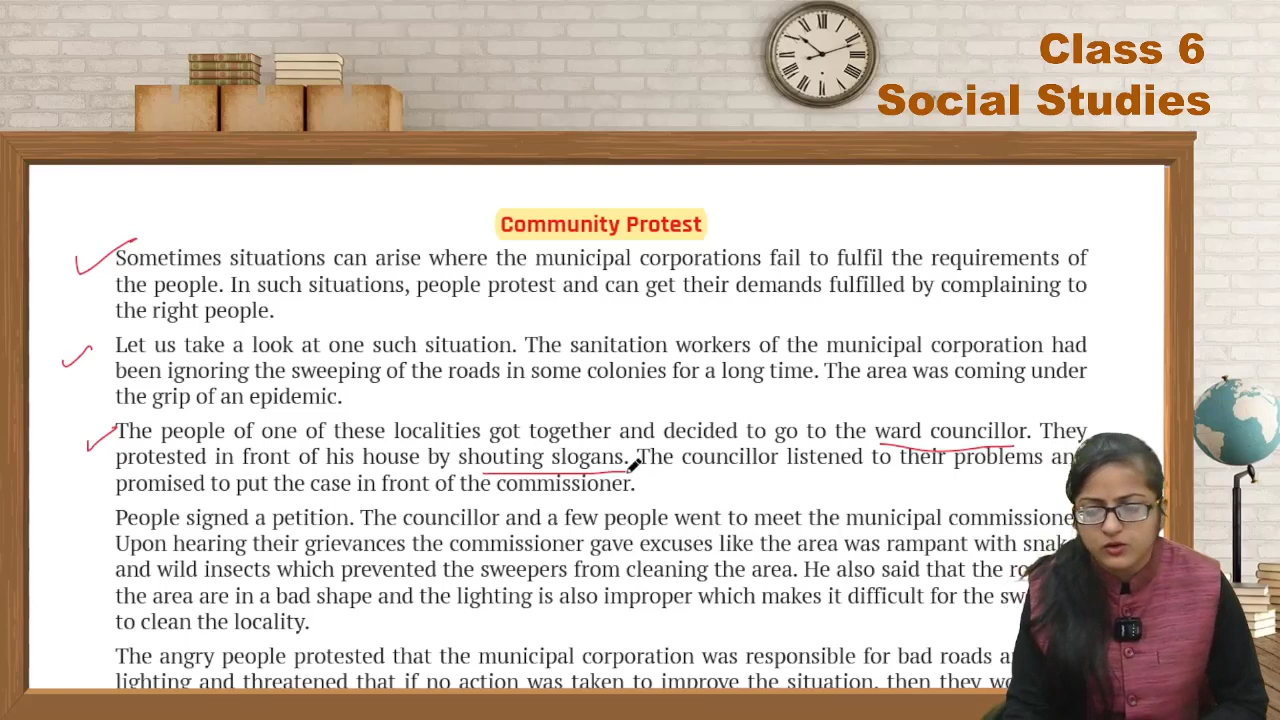 Class 6
Social Studies
Community Protest
Sometimes situations can arise where the municipal corporations fail to fulfil the requirements of
the people. In such situations, people protest and can get their demands fulfilled by complaining to
the right people.
Let us take a look at one such situation. The sanitation workers of the municipal corporation had
been ignoring the sweeping of the roads in some colonies for a long time. The area was coming under
the grip of an epidemic.
The people of one of these localities got together and decided to go to the ward councillor. They
protested in front of his house by shouting slogans. The councillor listened to their problems
promised to put the case in front of the commissioner.
People signed a petition. The councillor and a few people went to meet the municipal
Upon hearing their grievances the commissioner gave excuses like the area was rampant with
and wild insects which prevented the sweepers from cleaning the area. He also said that the
the area are in a bad shape and the lighting is also improper which makes it difficult for the
to clean the locality.
The angry people protested that the municipal corporation was responsible for bad roads
lighting and threatened that if no action was taken to improve the situation, then they